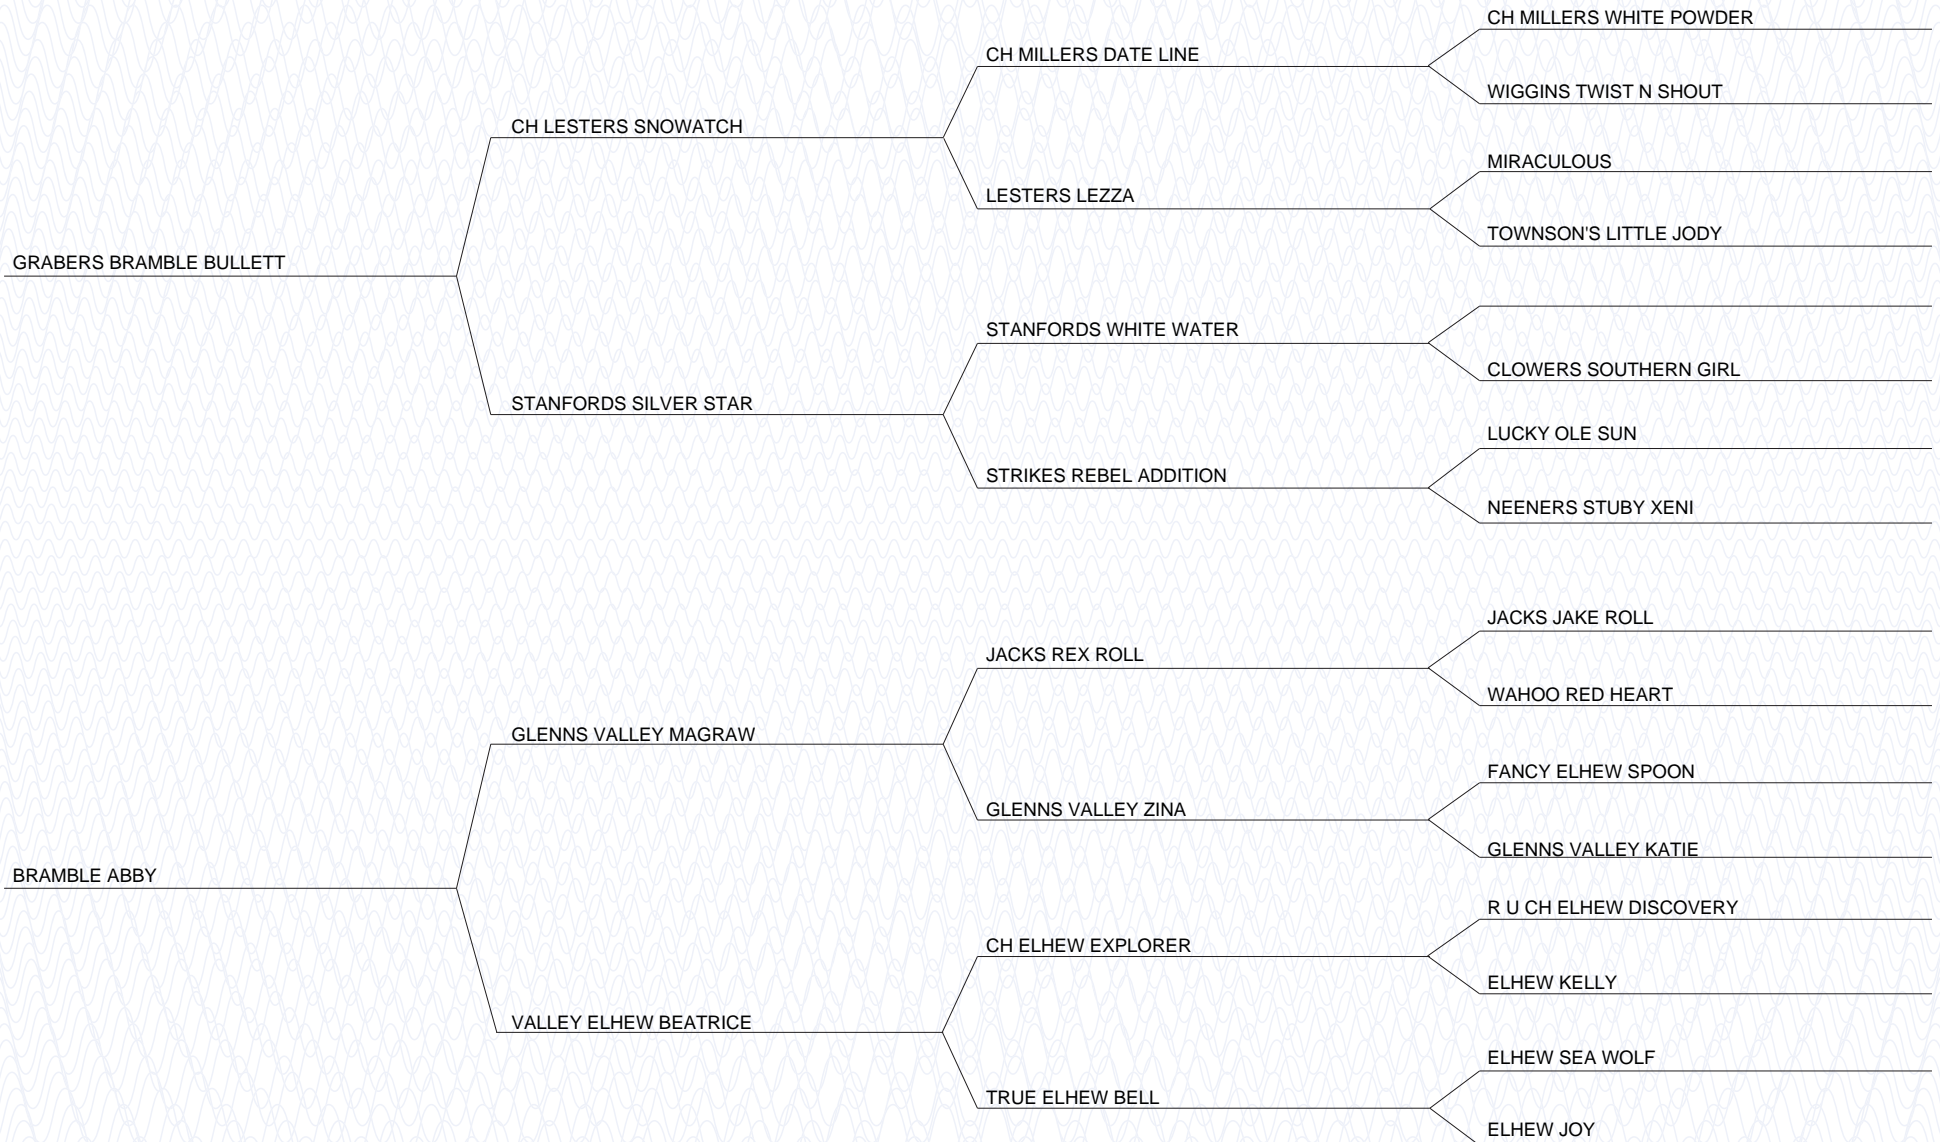 CH MILLERS WHITE POWDER
CH MILLERS DATE LINE
WIGGINS TWIST N SHOUT
CH LESTERS SNOWATCH
MIRACULOUS
LESTERS LEZZA
TOWNSON'S LITTLE JODY
GRABERS BRAMBLE BULLETT
STANFORDS WHITE WATER
CLOWERS SOUTHERN GIRL
STANFORDS SILVER STAR
LUCKY OLE SUN
STRIKES REBEL ADDITION
NEENERS STUBY XENI
JACKS JAKE ROLL
JACKS REX ROLL
WAHOO RED HEART
GLENNS VALLEY MAGRAW
FANCY ELHEW SPOON
GLENNS VALLEY ZINA
GLENNS VALLEY KATIE
BRAMBLE ABBY
R U CH ELHEW DISCOVERY
CH ELHEW EXPLORER
ELHEW KELLY
VALLEY ELHEW BEATRICE
ELHEW SEA WOLF
TRUE ELHEW BELL
ELHEW JOY